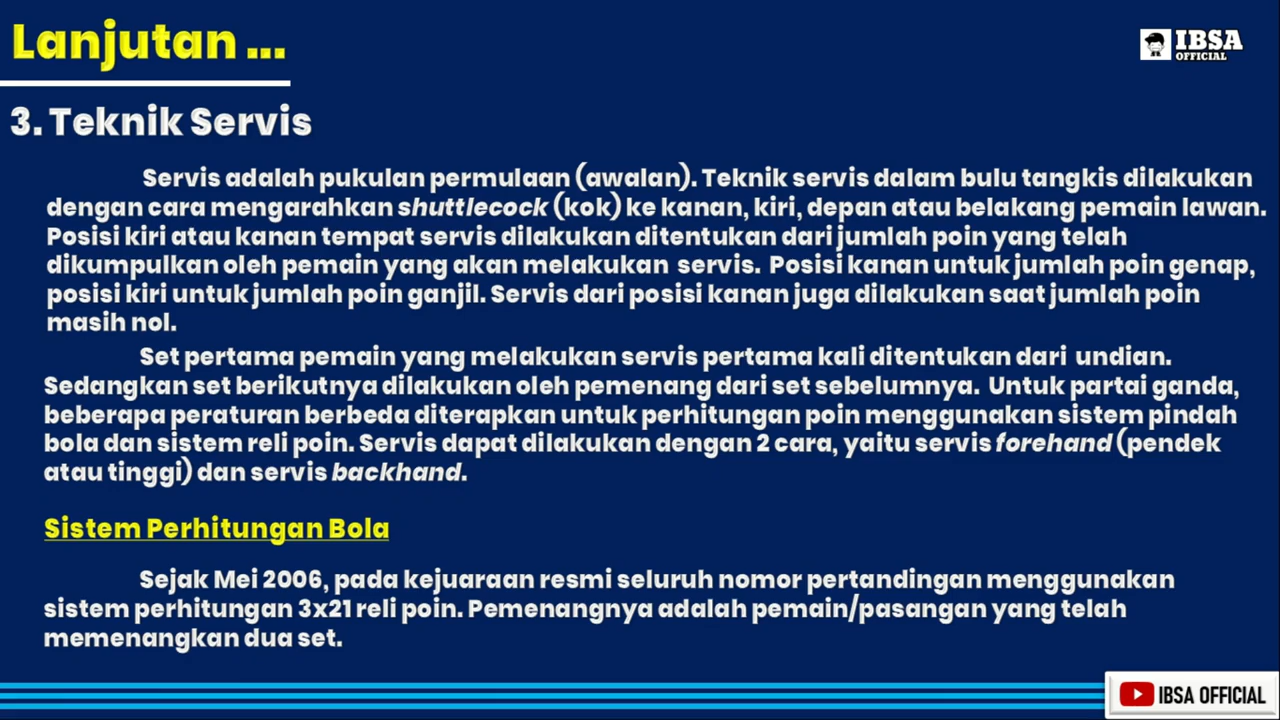 Lanjutan ...
IBSA
OFFICIAL
3. Teknik Servis
Servis adalah pukulan permulaan (awalan). Teknik servis dalam bulu tangkis dilakukan
dengan cara mengarahkan shuttlecock (kok) ke kanan, kiri, depan atau belakang pemain lawan.
Posisi kiri atau kanan tempat servis dilakukan ditentukan dari jumlah poin yang telah
dikumpulkan oleh pemain yang akan melakukan servis. Posisi kanan untuk jumlah poin genap,
posisi kiri untuk jumlah poin ganjil. Servis dari posisi kanan juga dilakukan saat jumlah poin
masih nol.
Set pertama pemain yang melakukan servis pertama kali ditentukan dari undian.
Sedangkan set berikutnya dilakukan oleh pemenang dari set sebelumnya. Untuk partai ganda,
beberapa peraturan berbeda diterapkan untuk perhitungan poin menggunakan sistem pindah
bola dan sistem reli poin. Servis dapat dilakukan dengan 2 cara, yaitu servis forehand (pendek
atau tinggi) dan servis backhand.
Sistem Perhitungan Bola
Sejak Mei 2006, pada kejuaraan resmi seluruh nomor pertandingan menggunakan
sistem perhitungan 3x21 reli poin. Pemenangnya adalah pemain/pasangan yang telah
memenangkan dua set.
IBSA OFFICIAL